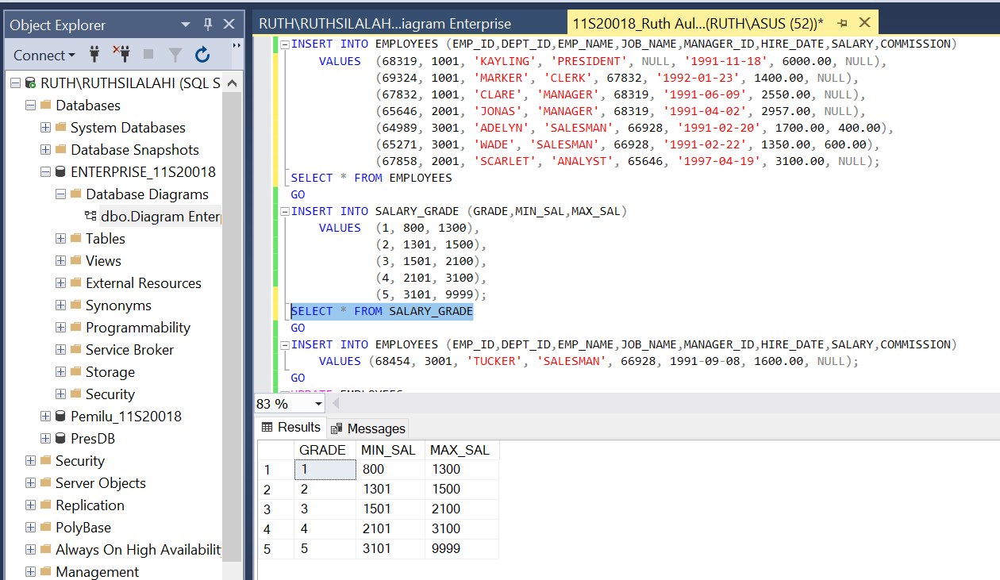 Object Explorer
Connect
RUTH\RUTHSILALAHI (SQL S
Databases
System Databases
Database Snapshots
ENTERPRISE_11S20018
Database Diagrams
dbo.Diagram Enter
Tables
Views
External Resources
Synonyms
Programmability
Service Broker
Storage
Security
Pemilu_11S20018
PresDB
Security
Server Objects
Replication
PolyBase
Always On High Availabilit
Management
RUTH\RUTHSILALAH...iagram Enterprise
11S20018_Ruth Aul...(RUTH\ASUS (52))*
INSERT INTO EMPLOYEES (EMP_ID,DEPT_ID,EMP_NAME,JOB_NAME,MANAGER_ID,HIRE_DATE,SALARY,COMMISSION)
VALUES (68319, 1001, 'KAYLING', 'PRESIDENT', NULL, '1991-11-18', 6000.00, NULL),
(69324, 1001, 'MARKER', 'CLERK', 67832, '1992-01-23', 1400.00, NULL),
(67832, 1001, 'CLARE', 'MANAGER', 68319, '1991-06-09', 2550.00, NULL),
(65646, 2001, 'JONAS', 'MANAGER', 68319, '1991-04-02', 2957.00, NULL),
(64989, 3001, 'ADELYN', 'SALESMAN', 66928, '1991-02-20', 1700.00, 400.00),
(65271, 3001, 'WADE', 'SALESMAN', 66928, '1991-02-22', 1350.00, 600.00),
(67858, 2001, 'SCARLET', 'ANALYST', 65646, '1997-04-19', 3100.00, NULL);
SELECT * FROM EMPLOYEES
GO
INSERT INTO SALARY_GRADE (GRADE,MIN_SAL,MAX_SAL)
VALUES (1, 800, 1300),
(2, 1301, 1500),
(3, 1501, 2100),
(4, 2101, 3100),
(5, 3101, 9999);
SELECT * FROM SALARY_GRADE
GO
INSERT INTO EMPLOYEES (EMP_ID,DEPT_ID,EMP_NAME,JOB_NAME,MANAGER_ID,HIRE_DATE,SALARY,COMMISSION)
VALUES (68454, 3001, 'TUCKER', 'SALESMAN', 66928, 1991-09-08, 1600.00, NULL);
GO
UPDATE EMPLOYEES
83 %
Results Messages
GRADE MIN_SAL MAX_SAL
1 1 800 1300
2 2 1301 1500
3 3 1501 2100
4 4 2101 3100
5 5 3101 9999